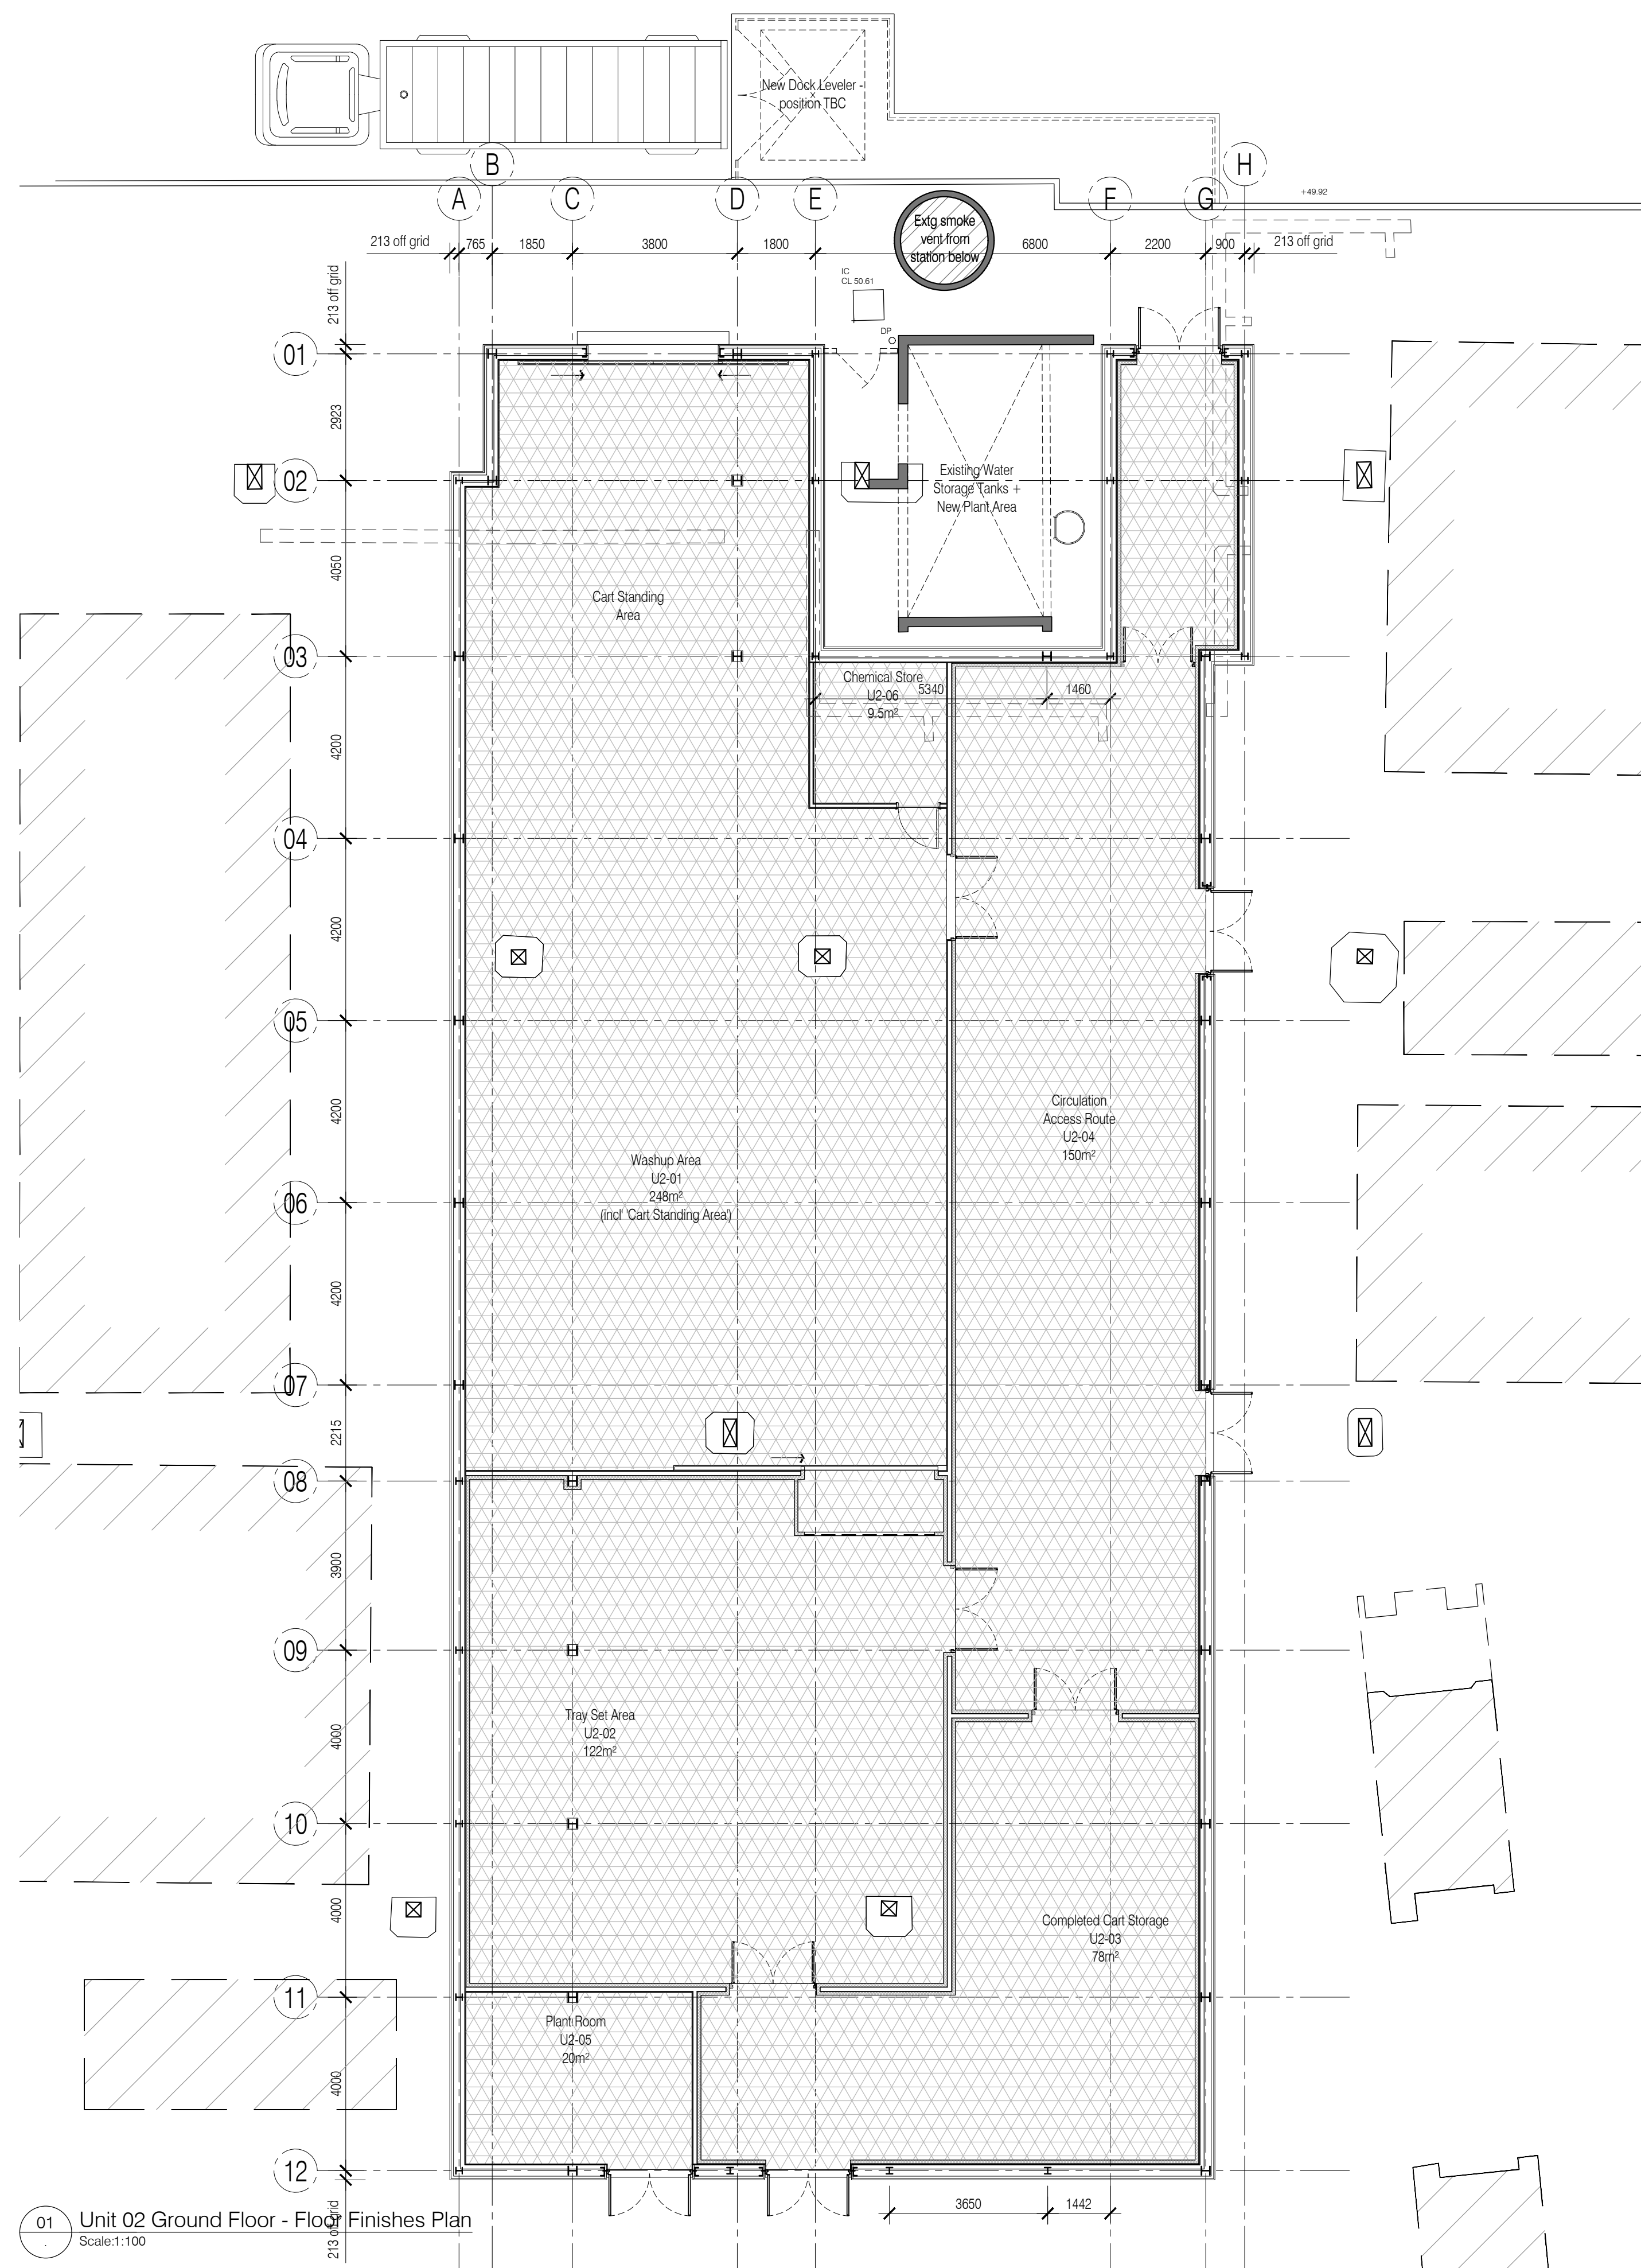 New Dock Leveler -
position TBC
B
H
A
C
D
E
F
G
+49.92
Extg smoke
vent from
station below
213 off grid
765
1850
3800
1800
6800
2200
900
213 off grid
IC
CL 50.61
DP
213 off grid
01
2923
02
Existing Water
Storage Tanks +
New Plant Area
4050
Cart Standing
Area
03
Chemical Store
U2-06
9.5m²
5340
1460
4200
04
4200
05
Circulation
Access Route
U2-04
150m²
4200
Washup Area
U2-01
248m²
(incl' 'Cart Standing Area')
06
4200
07
2215
08
3900
09
Tray Set Area
U2-02
122m²
4000
10
4000
Completed Cart Storage
U2-03
78m²
11
Plant Room
U2-05
20m²
4000
12
3650
1442
213 off grid
01
.
Unit 02 Ground Floor - Floor Finishes Plan
Scale:1:100